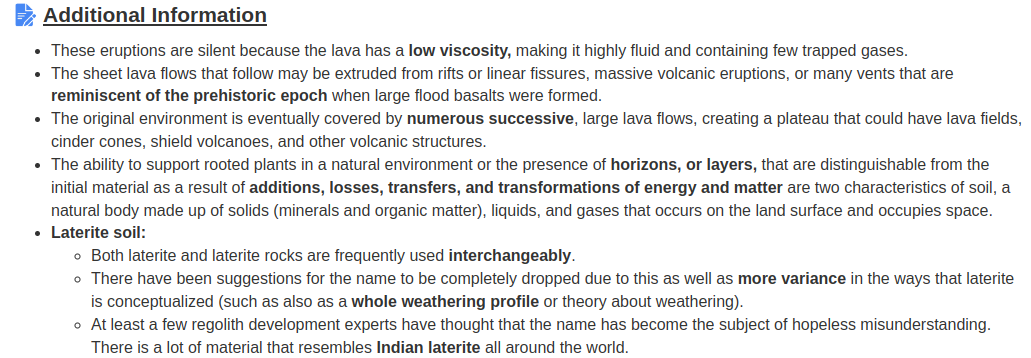 Additional Information
These eruptions are silent because the lava has a low viscosity, making it highly fluid and containing few trapped gases.
The sheet lava flows that follow may be extruded from rifts or linear fissures, massive volcanic eruptions, or many vents that are
reminiscent of the prehistoric epoch when large flood basalts were formed.
The original environment is eventually covered by numerous successive, large lava flows, creating a plateau that could have lava fields,
cinder cones, shield volcanoes, and other volcanic structures.
The ability to support rooted plants in a natural environment or the presence of horizons, or layers, that are distinguishable from the
initial material as a result of additions, losses, transfers, and transformations of energy and matter are two characteristics of soil, a
natural body made up of solids (minerals and organic matter), liquids, and gases that occurs on the land surface and occupies space.
Laterite soil:
Both laterite and laterite rocks are frequently used interchangeably.
There have been suggestions for the name to be completely dropped due to this as well as more variance in the ways that laterite
is conceptualized (such as also as a whole weathering profile or theory about weathering).
At least a few regolith development experts have thought that the name has become the subject of hopeless misunderstanding.
There is a lot of material that resembles Indian laterite all around the world.